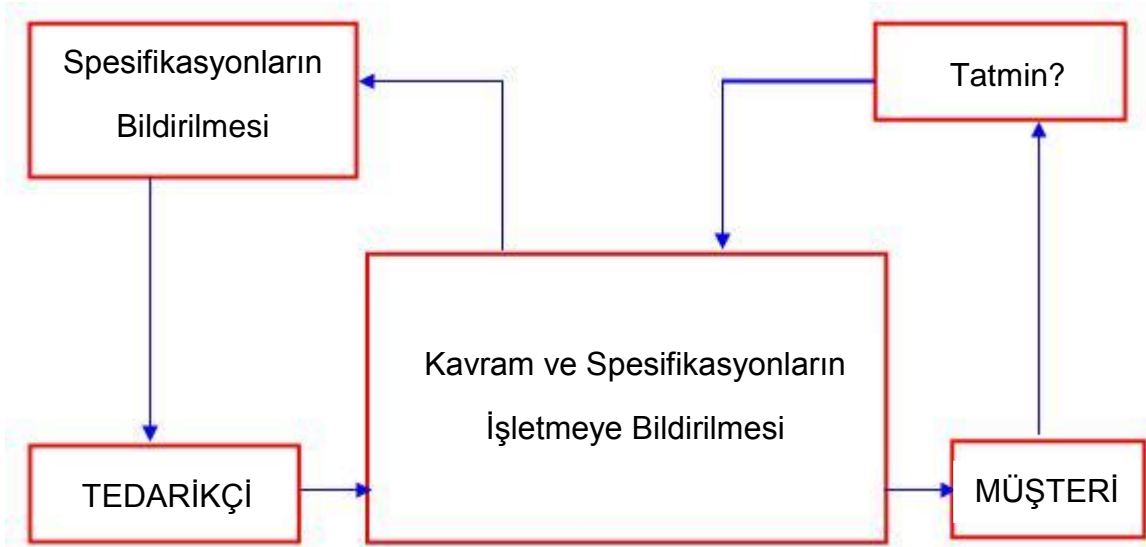 Spesifikasyonların
Bildirilmesi
Tatmin?
Kavram ve Spesifikasyonların
İşletmeye Bildirilmesi
TEDARİKÇİ
MÜŞTERİ